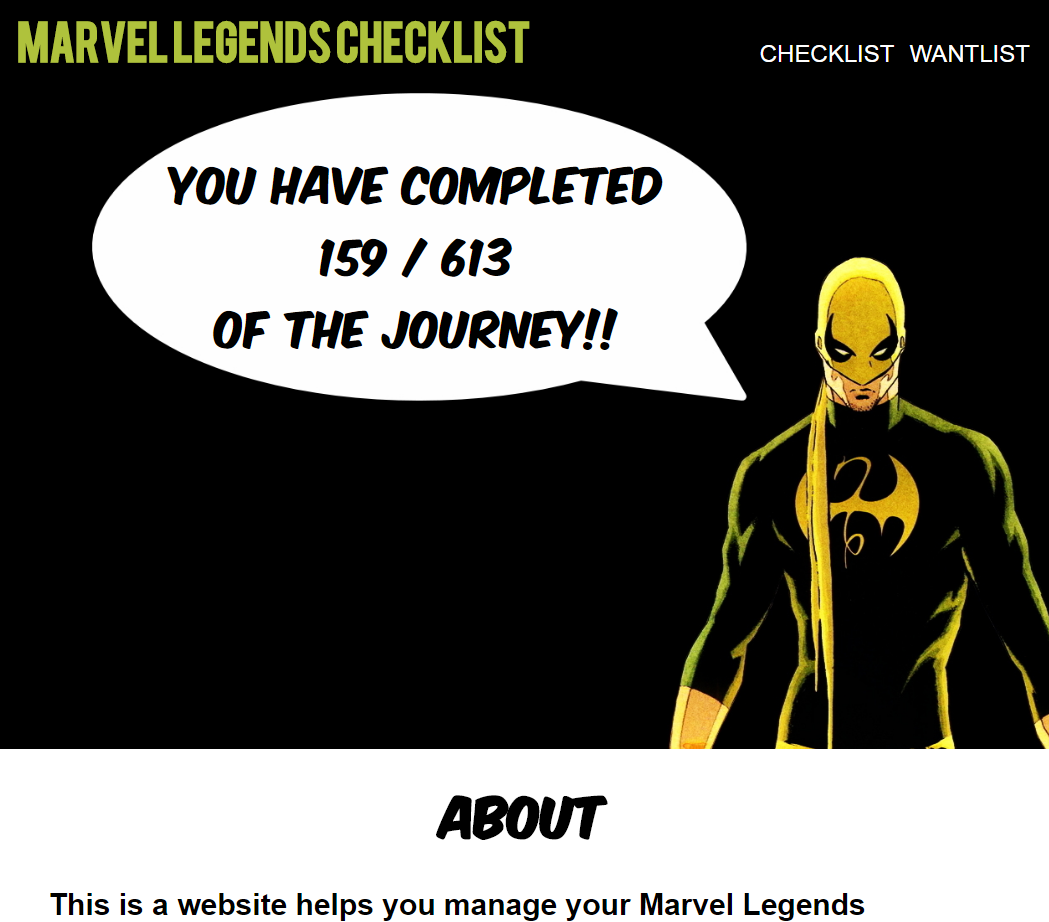 MARVEL LEGENDS CHECKLIST
CHECKLIST WANTLIST
YOU HAVE COMPLETED
159 / 613
OF THE JOURNEY!!
ABOUT
This is a website helps you manage your Marvel Legends